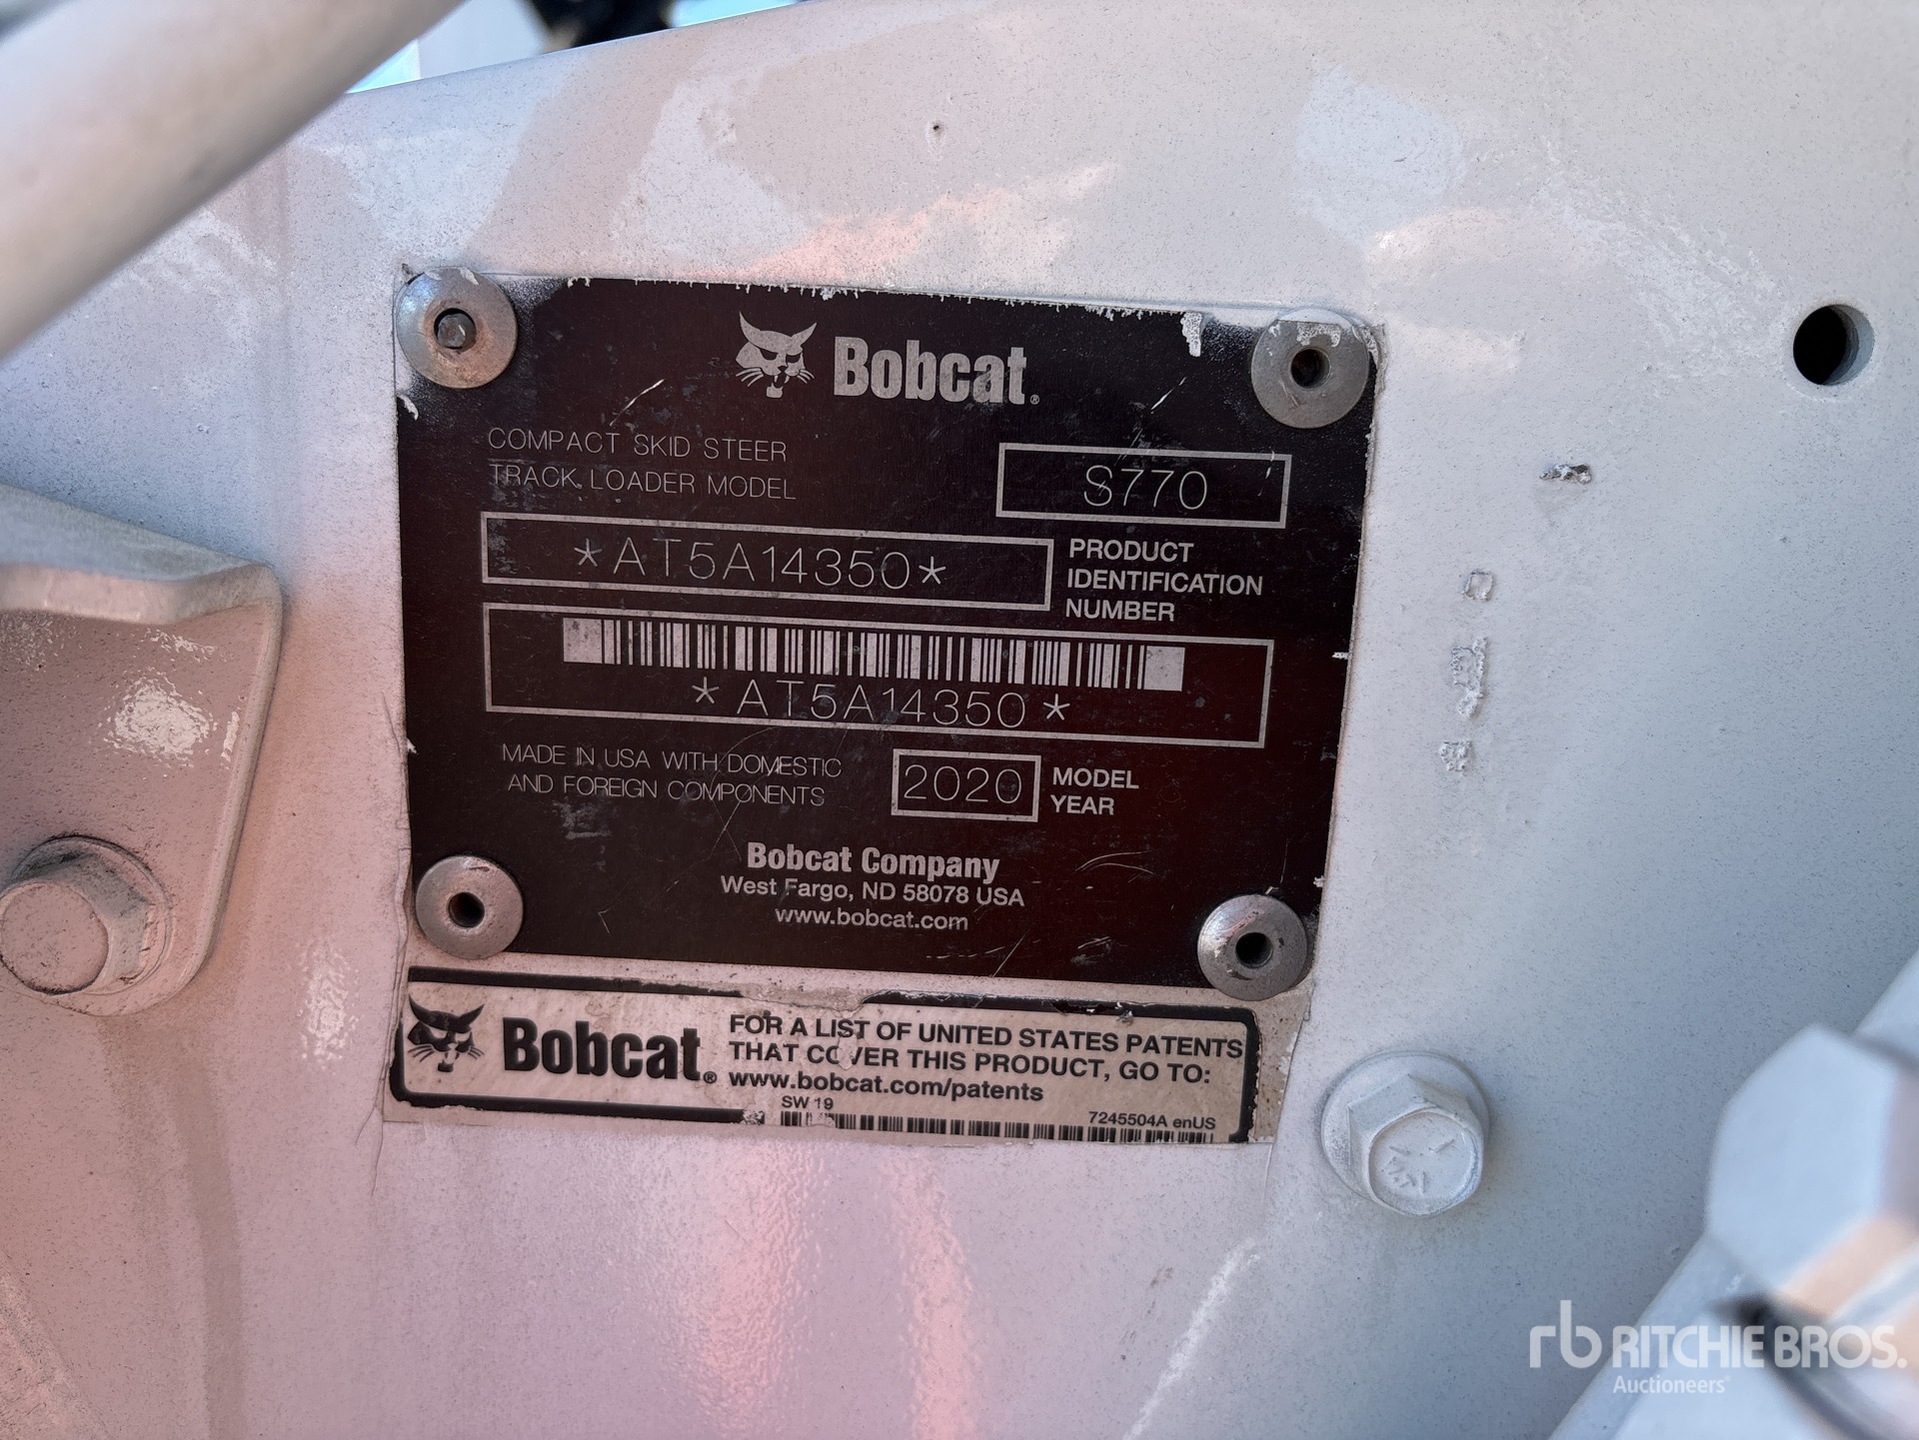 Bobcat®
COMPACT SKID STEER
TRACK LOADER MODEL
S770
*AT5A14350*
PRODUCT
IDENTIFICATION
NUMBER
*AT5A14350*
MADE IN USA WITH DOMESTIC
AND FOREIGN COMPONENTS
2020
MODEL
YEAR
Bobcat Company
West Fargo, ND 58078 USA
www.bobcat.com
Bobcat®
FOR A LIST OF UNITED STATES PATENTS
THAT COVER THIS PRODUCT, GO TO:
www.bobcat.com/patents
SW 19
7245504A enUS
rb RITCHIE BROS.
Auctioneers